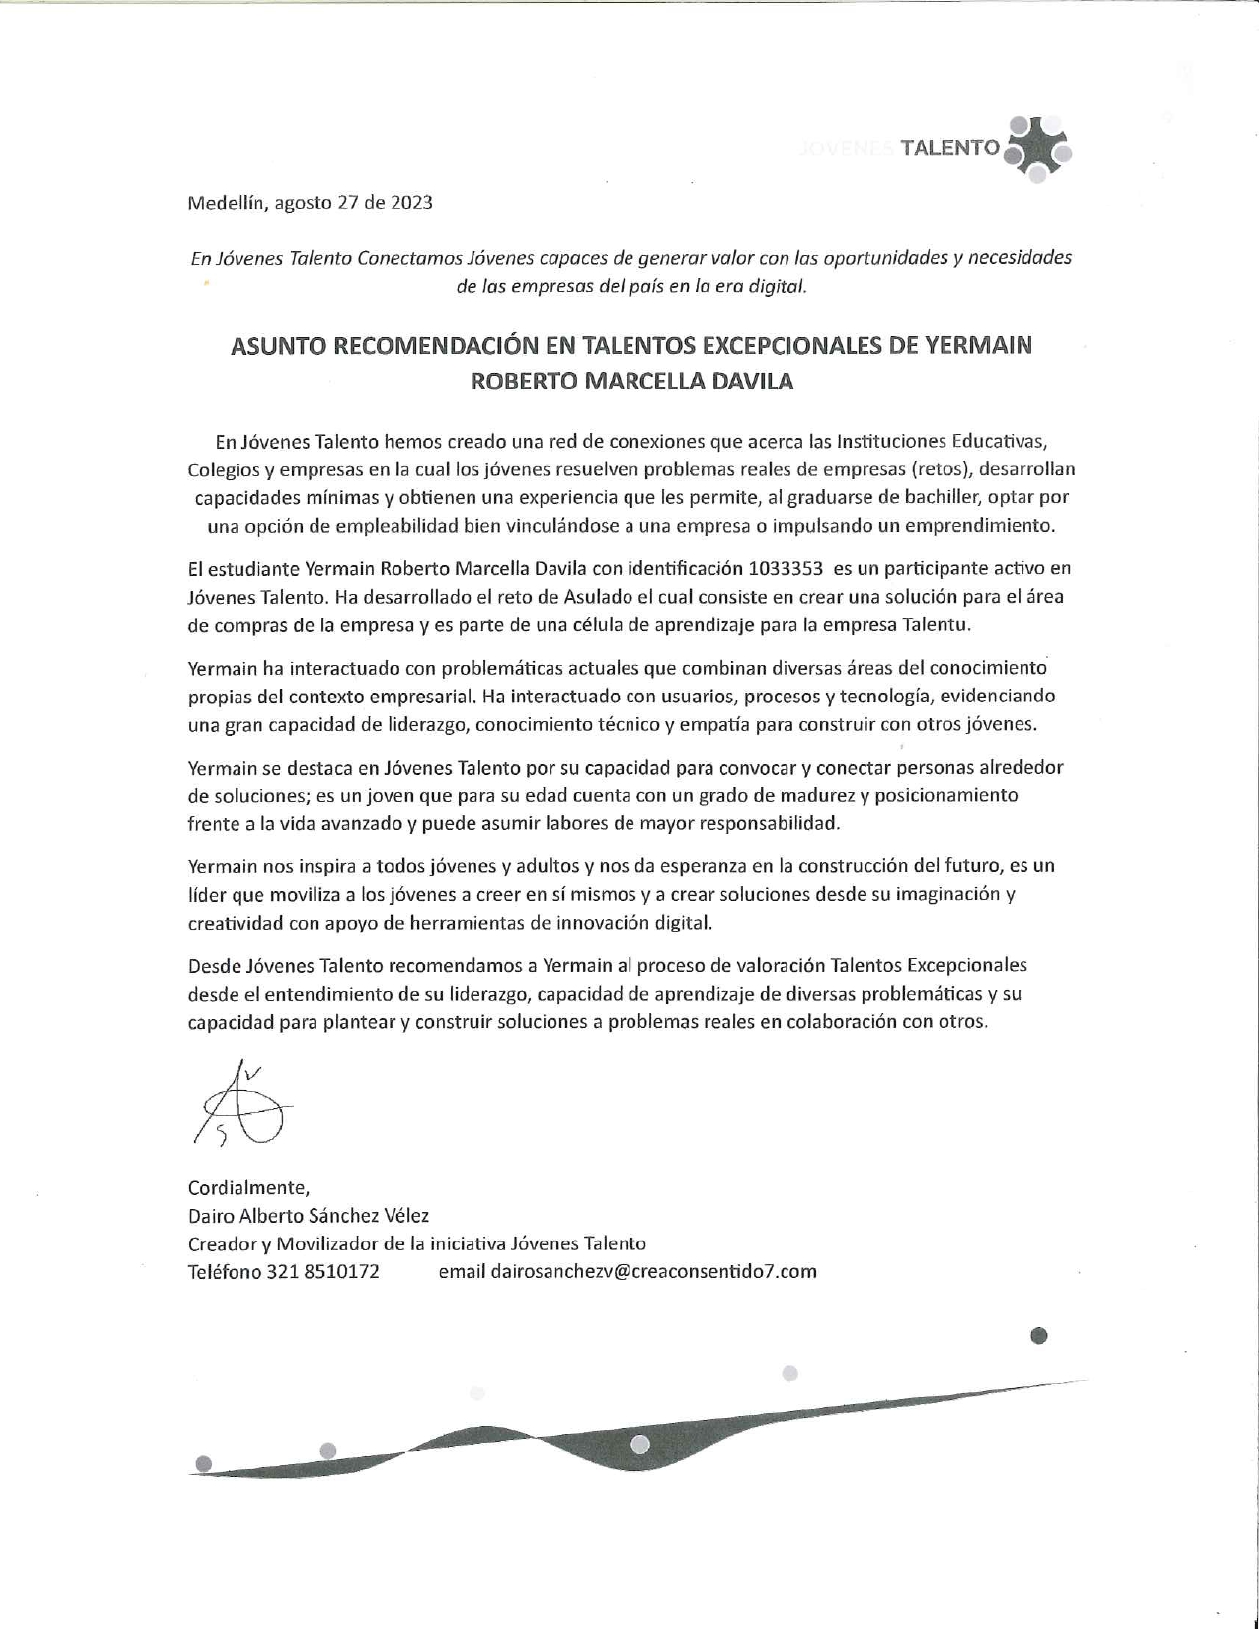 JOVENES TALENTO
Medellín, agosto 27 de 2023
En Jóvenes Talento Conectamos Jóvenes capaces de generar valor con las oportunidades y necesidades
de las empresas del país en la era digital.
ASUNTO RECOMENDACIÓN EN TALENTOS EXCEPCIONALES DE YERMAIN
ROBERTO MARCELLA DAVILA
En Jóvenes Talento hemos creado una red de conexiones que acerca las Instituciones Educativas,
Colegios y empresas en la cual los jóvenes resuelven problemas reales de empresas (retos), desarrollan
capacidades mínimas y obtienen una experiencia que les permite, al graduarse de bachiller, optar por
una opción de empleabilidad bien vinculándose a una empresa o impulsando un emprendimiento.
El estudiante Yermain Roberto Marcella Davila con identificación 1033353 es un participante activo en
Jóvenes Talento. Ha desarrollado el reto de Asulado el cual consiste en crear una solución para el área
de compras de la empresa y es parte de una célula de aprendizaje para la empresa Talentu.
Yermain ha interactuado con problemáticas actuales que combinan diversas áreas del conocimiento
propias del contexto empresarial. Ha interactuado con usuarios, procesos y tecnología, evidenciando
una gran capacidad de liderazgo, conocimiento técnico y empatía para construir con otros jóvenes.
Yermain se destaca en Jóvenes Talento por su capacidad para convocar y conectar personas alrededor
de soluciones; es un joven que para su edad cuenta con un grado de madurez y posicionamiento
frente a la vida avanzado y puede asumir labores de mayor responsabilidad.
Yermain nos inspira a todos jóvenes y adultos y nos da esperanza en la construcción del futuro, es un
líder que moviliza a los jóvenes a creer en sí mismos y a crear soluciones desde su imaginación y
creatividad con apoyo de herramientas de innovación digital.
Desde Jóvenes Talento recomendamos a Yermain al proceso de valoración Talentos Excepcionales
desde el entendimiento de su liderazgo, capacidad de aprendizaje de diversas problemáticas y su
capacidad para plantear y construir soluciones a problemas reales en colaboración con otros.
Cordialmente,
Dairo Alberto Sánchez Vélez
Creador y Movilizador de la iniciativa Jóvenes Talento
Teléfono 321 8510172 email dairosanchezv@creaconsentido7.com